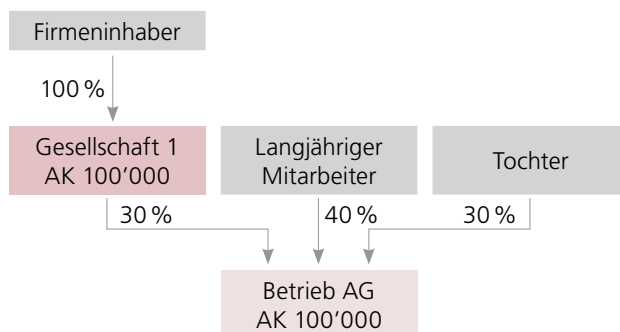 Firmeninhaber
100 %
Gesellschaft 1
AK 100’000
Langjähriger
Mitarbeiter
Tochter
30 %
40 %
30 %
Betrieb AG
AK 100’000